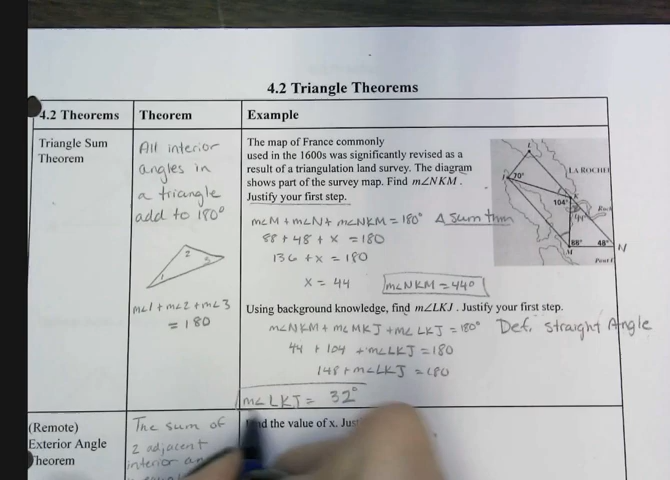 4.2 Triangle Theorems
4.2 Theorems
Theorem
Example
Triangle Sum
Theorem
All interior
angles in
a triangle
add to 180°
1
2
3
m∠1 + m∠2 + m∠3
= 180
The map of France commonly
used in the 1600s was significantly revised as a
result of a triangulation land survey. The diagram
shows part of the survey map. Find m∠NKM.
Justify your first step.
m∠M + m∠N + m∠NKM = 180° Δ sum thm
88 + 48 + x = 180
136 + x = 180
x = 44
m∠NKM = 44°
L
J
70°
LA ROCHE
K
104°
44
88°
48°
N
M
Using background knowledge, find m∠LKJ. Justify your first step.
m∠NKM + m∠MKJ + m∠LKJ = 180° Def. Straight Angle
44 + 104 + m∠LKJ = 180
148 + m∠LKJ = 180
m∠LKJ = 32°
(Remote)
Exterior Angle
Theorem
The sum of
2 adjacent
interior
the value of x.